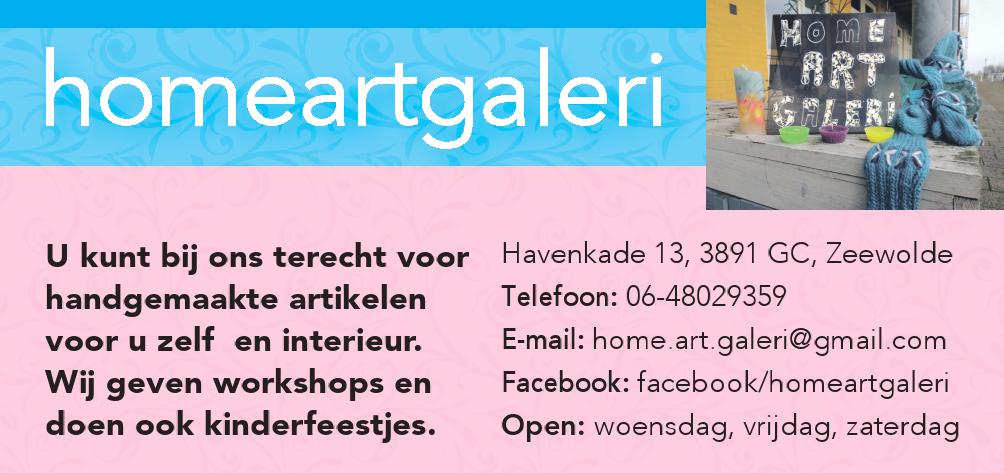 homeartgaleri
HOME
ART
GALERi
U kunt bij ons terecht voor
handgemaakte artikelen
voor u zelf  en interieur.
Wij geven workshops en
doen ook kinderfeestjes.
Havenkade 13, 3891 GC, Zeewolde
Telefoon: 06-48029359
E-mail: home.art.galeri@gmail.com
Facebook: facebook/homeartgaleri
Open: woensdag, vrijdag, zaterdag